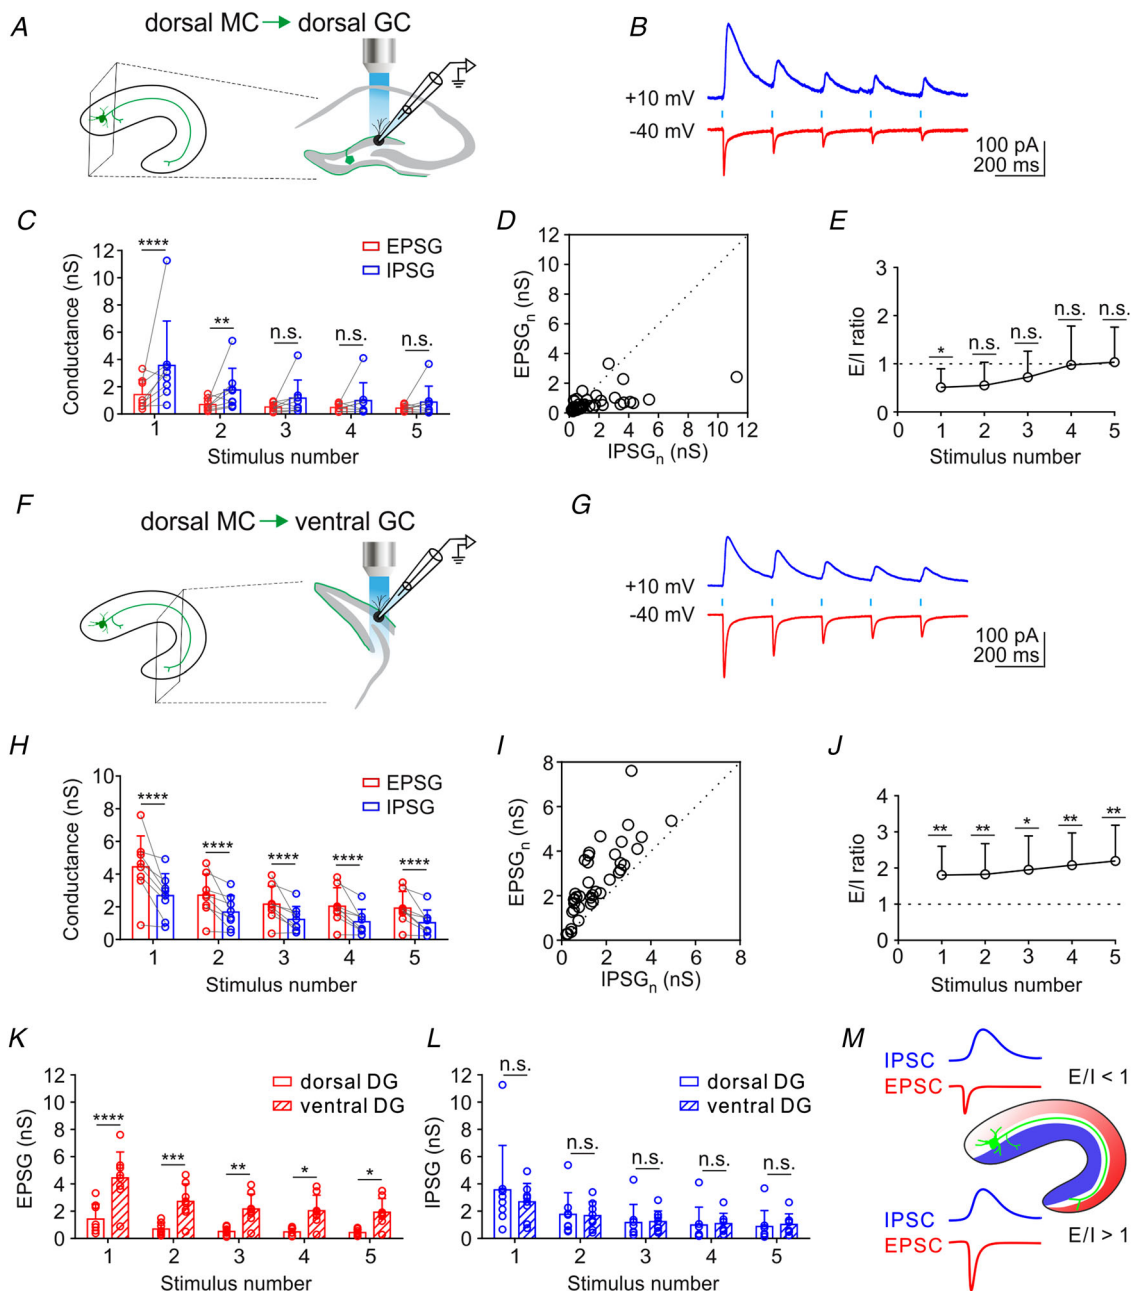 A
dorsal MC → dorsal GC
B
+10 mV
-40 mV
100 pA
200 ms
C
Conductance (nS)
12
10
8
6
4
2
0
**** ** n.s. n.s. n.s.
EPSG
IPSG
1 2 3 4 5
Stimulus number
D
EPSGn (nS)
12
10
8
6
4
2
0
0 2 4 6 8 10 12
IPSGn (nS)
E
E/I ratio
3
2
1
0
* n.s. n.s. n.s. n.s.
0 1 2 3 4 5
Stimulus number
F
dorsal MC → ventral GC
G
+10 mV
-40 mV
100 pA
200 ms
H
Conductance (nS)
10
8
6
4
2
0
**** **** **** **** ****
EPSG
IPSG
1 2 3 4 5
Stimulus number
I
EPSGn (nS)
8
6
4
2
0
0 2 4 6 8
IPSGn (nS)
J
E/I ratio
4
3
2
1
0
** ** * ** **
0 1 2 3 4 5
Stimulus number
K
EPSG (nS)
12
10
8
6
4
2
0
**** *** ** * *
dorsal DG
ventral DG
1 2 3 4 5
Stimulus number
L
IPSG (nS)
12
10
8
6
4
2
0
n.s. n.s. n.s. n.s. n.s.
dorsal DG
ventral DG
1 2 3 4 5
Stimulus number
M
IPSC
EPSC
E/I < 1
IPSC
EPSC
E/I > 1